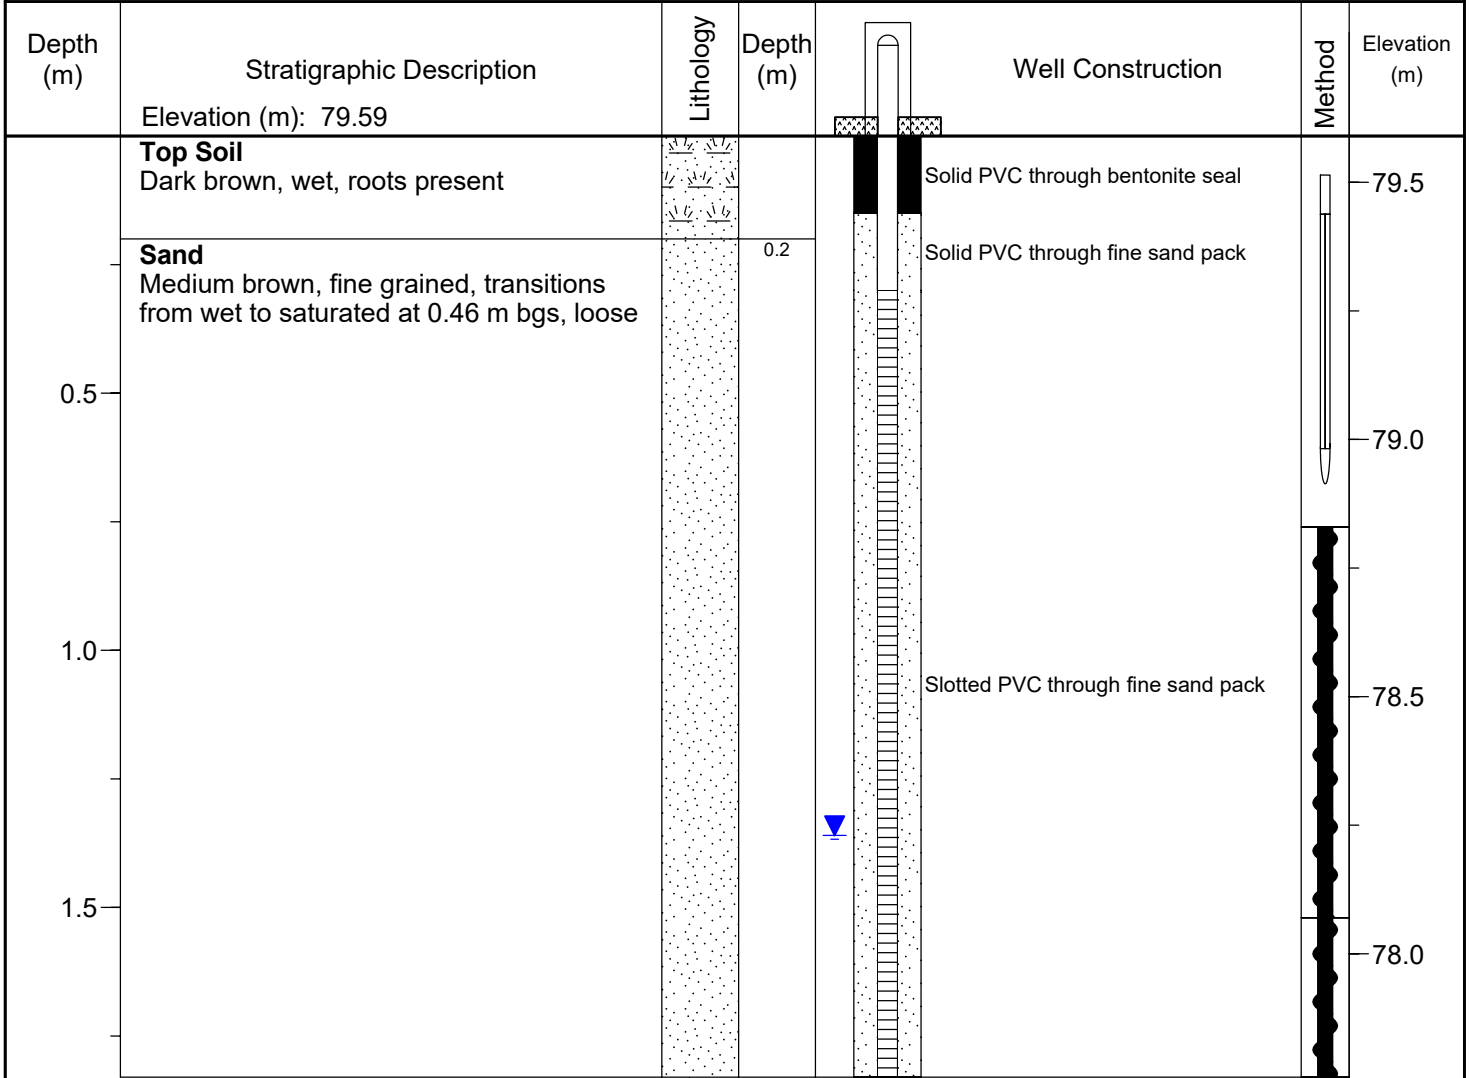 Depth
(m)
Stratigraphic Description
Elevation (m): 79.59
Lithology
Depth
(m)
Well Construction
Method
Elevation
(m)
Top Soil
Dark brown, wet, roots present
Solid PVC through bentonite seal
79.5
Sand
Medium brown, fine grained, transitions
from wet to saturated at 0.46 m bgs, loose
0.2
Solid PVC through fine sand pack
0.5
79.0
1.0
Slotted PVC through fine sand pack
78.5
1.5
78.0